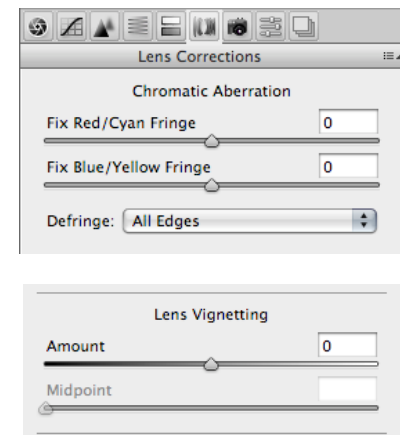 Lens Corrections
Chromatic Aberration
Fix Red/Cyan Fringe 0
Fix Blue/Yellow Fringe 0
Defringe: All Edges
Lens Vignetting
Amount 0
Midpoint